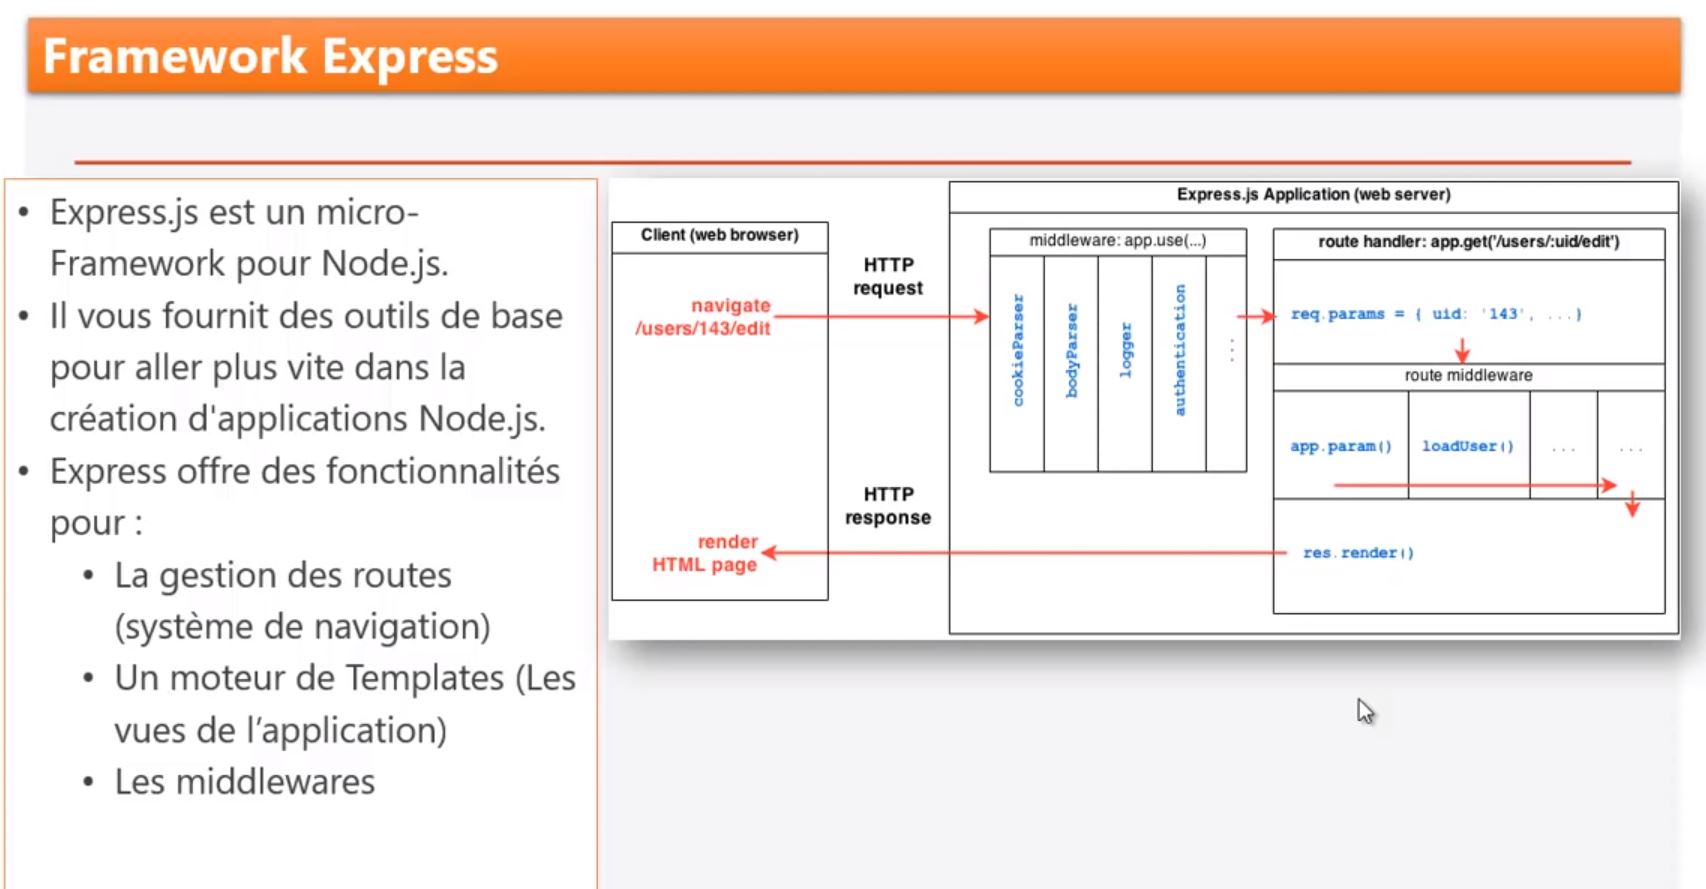 Framework Express
• Express.js est un micro-
Framework pour Node.js.
• Il vous fournit des outils de base
pour aller plus vite dans la
création d'applications Node.js.
• Express offre des fonctionnalités
pour :
• La gestion des routes
(système de navigation)
• Un moteur de Templates (Les
vues de l’application)
• Les middlewares
Express.js Application (web server)
Client (web browser)
navigate
/users/143/edit
HTTP
request
middleware: app.use(...)
cookieParser
bodyParser
logger
authentication
...
route handler: app.get('/users/:uid/edit')
req.params = { uid: '143', ...}
route middleware
app.param()
loadUser()
...
...
HTTP
response
render
HTML page
res.render()